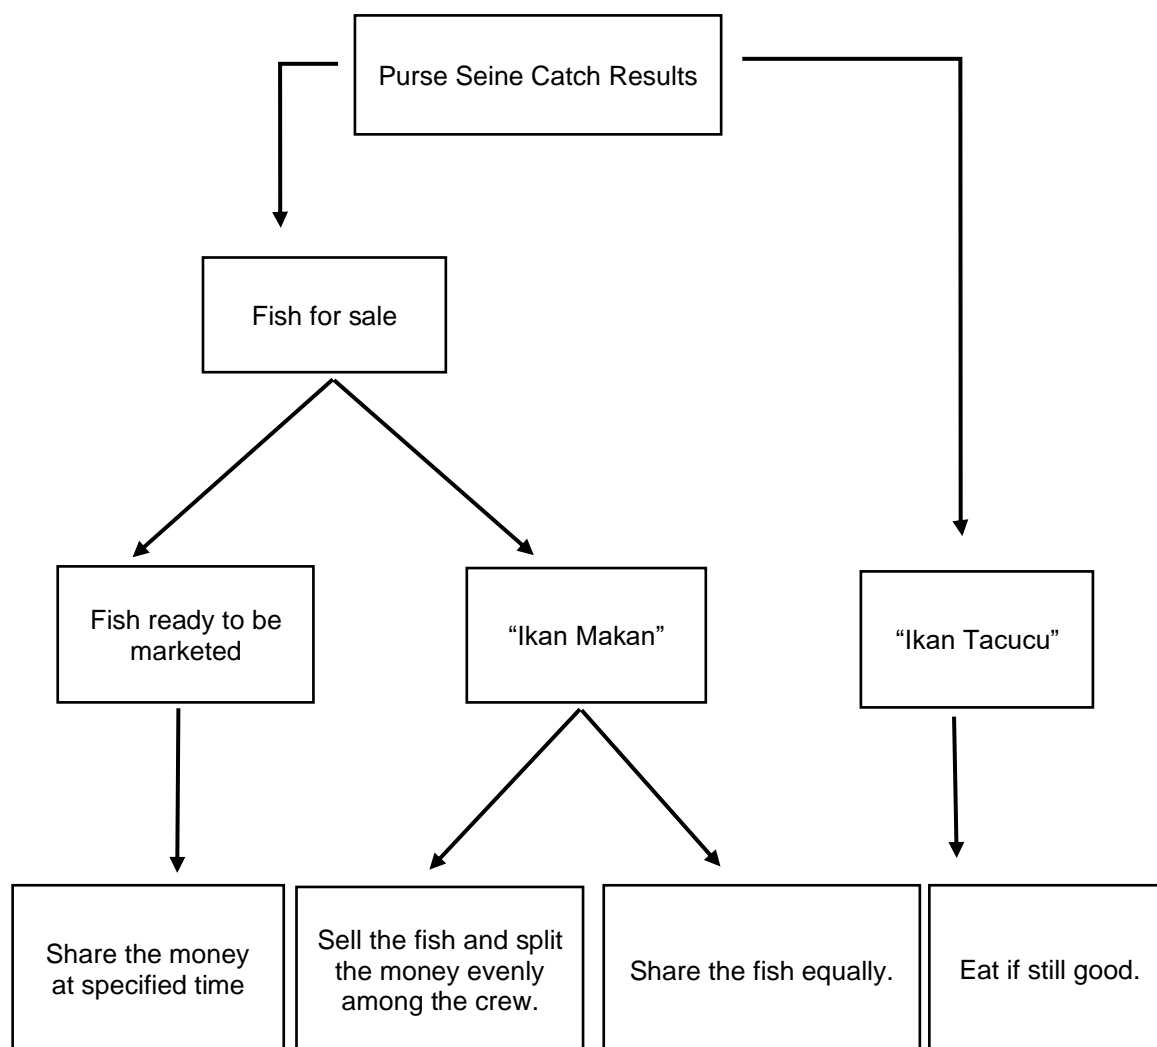 Purse Seine Catch Results
Fish for sale
Fish ready to be
marketed
“Ikan Makan”
“Ikan Tacucu”
Share the money
at specified time
Sell the fish and split
the money evenly
among the crew.
Share the fish equally.
Eat if still good.